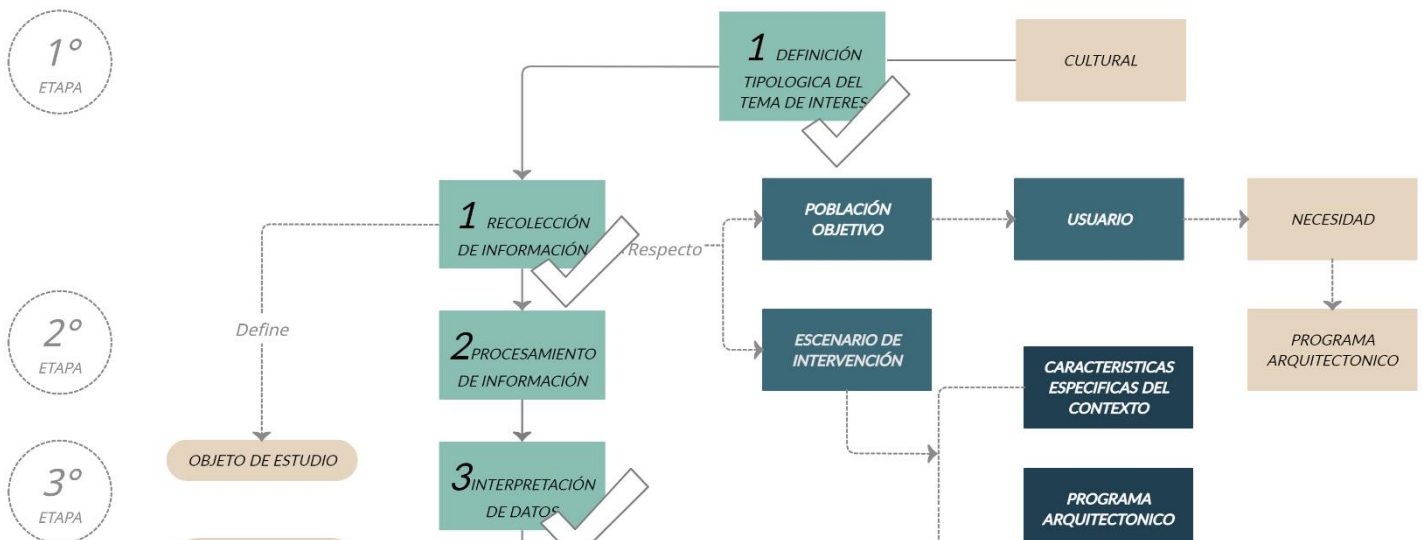 1°
ETAPA
1 DEFINICIÓN
TIPOLOGICA DEL
TEMA DE INTERES
CULTURAL
1 RECOLECCIÓN
DE INFORMACIÓN
Respecto
POBLACIÓN
OBJETIVO
USUARIO
NECESIDAD
2°
ETAPA
Define
2 PROCESAMIENTO
DE INFORMACIÓN
ESCENARIO DE
INTERVENCIÓN
CARACTERISTICAS
ESPECIFICAS DEL
CONTEXTO
PROGRAMA
ARQUITECTONICO
3°
ETAPA
OBJETO DE ESTUDIO
3 INTERPRETACIÓN
DE DATOS
PROGRAMA
ARQUITECTONICO